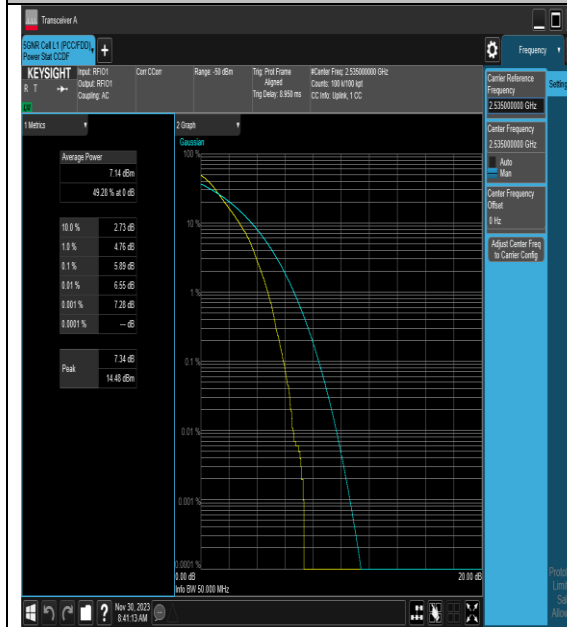 Transceiver A
5GNR Cell L1 (PCC/FDD),
Power Stat CCDF
Frequency
KEYSIGHT
R T
Input: RFIO1
Output: RFIO1
Coupling: AC
Corr CCorr
Range: -50 dBm
Trig: Prot Frame
Aligned
Trig Delay: 8.950 ms
#Center Freq: 2.535000000 GHz
Counts: 100 k/100 kpt
CC Info: Uplink, 1 CC
Carrier Reference
Frequency
2.535000000 GHz
Setting
Center Frequency
2.535000000 GHz
Auto
Man
Center Frequency
Offset
0 Hz
Adjust Center Freq
to Carrier Config
1 Metrics
Average Power
7.14 dBm
49.20 % at 0 dB
10.0 % 2.73 dB
1.0 % 4.76 dB
0.1 % 5.89 dB
0.01 % 6.55 dB
0.001 % 7.28 dB
0.0001 % --- dB
Peak
7.34 dB
14.48 dBm
2 Graph
Gaussian
100 %
10 %
1 %
0.1 %
0.01 %
0.001 %
0.0001 %
0.00 dB
20.00 dB
Info BW 50.000 MHz
Nov 30, 2023
8:41:13 AM
?